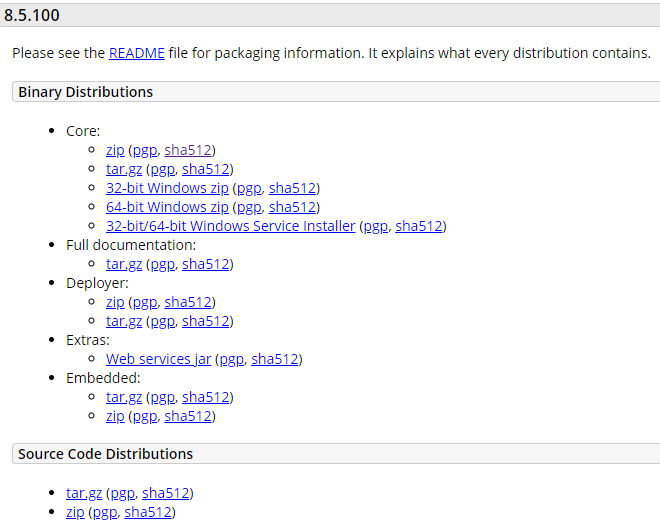 8.5.100
Please see the README file for packaging information. It explains what every distribution contains.
Binary Distributions
Core:
zip (pgp, sha512)
tar.gz (pgp, sha512)
32-bit Windows zip (pgp, sha512)
64-bit Windows zip (pgp, sha512)
32-bit/64-bit Windows Service Installer (pgp, sha512)
Full documentation:
tar.gz (pgp, sha512)
Deployer:
zip (pgp, sha512)
tar.gz (pgp, sha512)
Extras:
Web services jar (pgp, sha512)
Embedded:
tar.gz (pgp, sha512)
zip (pgp, sha512)
Source Code Distributions
tar.gz (pgp, sha512)
zip (pgp, sha512)